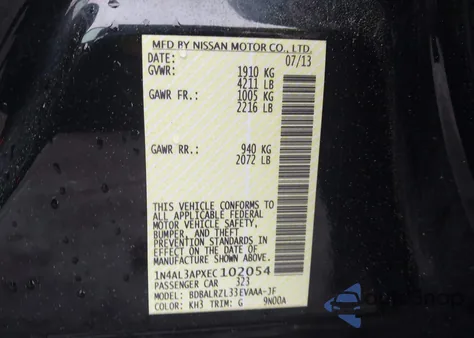 MFD BY NISSAN MOTOR CO., LTD.
DATE: 07/13
GVWR: 1910 KG
4211 LB
GAWR FR.: 1005 KG
2216 LB
GAWR RR.: 940 KG
2072 LB
THIS VEHICLE CONFORMS TO
ALL APPLICABLE FEDERAL
MOTOR VEHICLE SAFETY,
BUMPER, AND THEFT
PREVENTION STANDARDS IN
EFFECT ON THE DATE OF
MANUFACTURE SHOWN ABOVE.
1N4AL3APXEC102054
PASSENGER CAR 323
MODEL: BDBALRZL33EVAAA-JF
COLOR: KH3 TRIM: G 9N00A